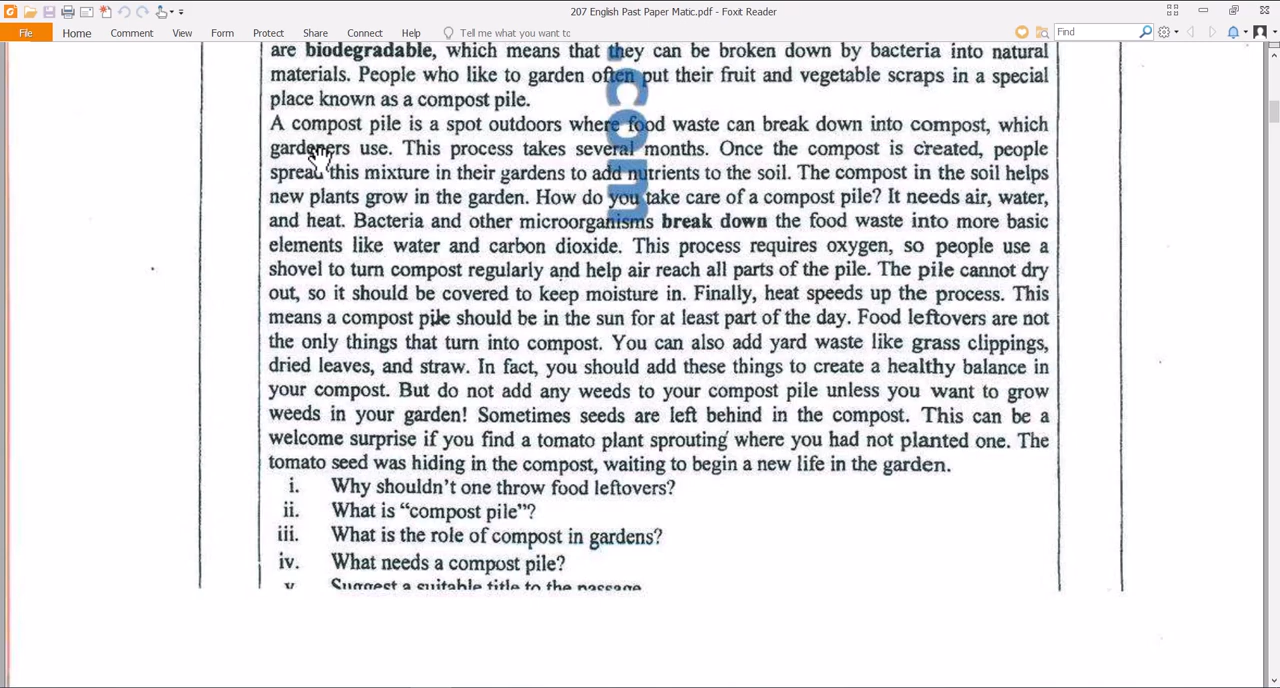 207 English Past Paper Matic.pdf - Foxit Reader
File Home Comment View Form Protect Share Connect Help Tell me what you want to do... Find
are biodegradable, which means that they can be broken down by bacteria into natural
materials. People who like to garden often put their fruit and vegetable scraps in a special
place known as a compost pile.
A compost pile is a spot outdoors where food waste can break down into compost, which
gardeners use. This process takes several months. Once the compost is created, people
spread this mixture in their gardens to add nutrients to the soil. The compost in the soil helps
new plants grow in the garden. How do you take care of a compost pile? It needs air, water,
and heat. Bacteria and other microorganisms break down the food waste into more basic
elements like water and carbon dioxide. This process requires oxygen, so people use a
shovel to turn compost regularly and help air reach all parts of the pile. The pile cannot dry
out, so it should be covered to keep moisture in. Finally, heat speeds up the process. This
means a compost pile should be in the sun for at least part of the day. Food leftovers are not
the only things that turn into compost. You can also add yard waste like grass clippings,
dried leaves, and straw. In fact, you should add these things to create a healthy balance in
your compost. But do not add any weeds to your compost pile unless you want to grow
weeds in your garden! Sometimes seeds are left behind in the compost. This can be a
welcome surprise if you find a tomato plant sprouting where you had not planted one. The
tomato seed was hiding in the compost, waiting to begin a new life in the garden.
i. Why shouldn't one throw food leftovers?
ii. What is "compost pile"?
iii. What is the role of compost in gardens?
iv. What needs a compost pile?
v Suggest a suitable title to the passage
.com